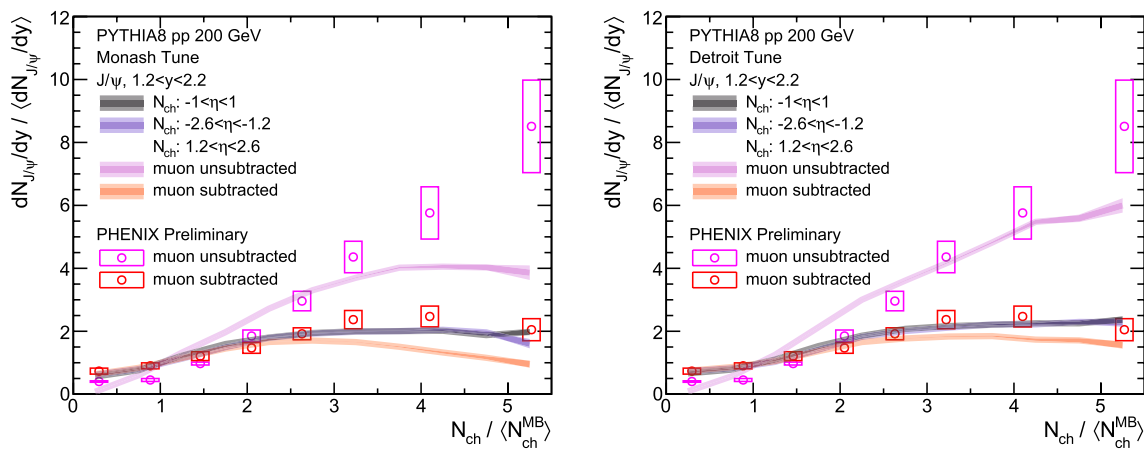 dN_J/ψ/dy / ⟨dN_J/ψ/dy⟩
12
10
8
6
4
2
0
PYTHIA8 pp 200 GeV
Monash Tune
J/ψ, 1.2<y<2.2
N_ch: -1<η<1
N_ch: -2.6<η<-1.2
N_ch: 1.2<η<2.6
muon unsubtracted
muon subtracted
PHENIX Preliminary
muon unsubtracted
muon subtracted
0 1 2 3 4 5
N_ch / ⟨N_ch^MB⟩
dN_J/ψ/dy / ⟨dN_J/ψ/dy⟩
12
10
8
6
4
2
0
PYTHIA8 pp 200 GeV
Detroit Tune
J/ψ, 1.2<y<2.2
N_ch: -1<η<1
N_ch: -2.6<η<-1.2
N_ch: 1.2<η<2.6
muon unsubtracted
muon subtracted
PHENIX Preliminary
muon unsubtracted
muon subtracted
0 1 2 3 4 5
N_ch / ⟨N_ch^MB⟩